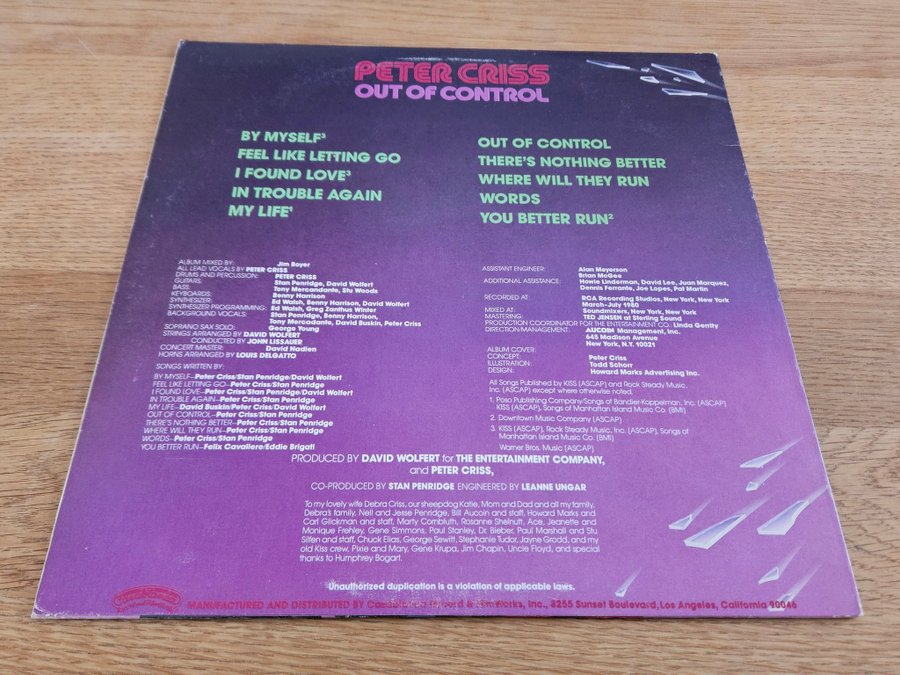 PETER CRISS
OUT OF CONTROL
BY MYSELF³
FEEL LIKE LETTING GO
I FOUND LOVE³
IN TROUBLE AGAIN
MY LIFE¹
OUT OF CONTROL
THERE'S NOTHING BETTER
WHERE WILL THEY RUN
WORDS
YOU BETTER RUN²
ALBUM MIXED BY: Jim Boyer
ALL LEAD VOCALS BY PETER CRISS
DRUMS AND PERCUSSION: PETER CRISS
GUITARS: Stan Penridge, David Wolfert
BASS: Tony Mercandante, Stu Woods
KEYBOARDS: Benny Harrison
SYNTHESIZER: Ed Walsh, Benny Harrison, David Wolfert
SYNTHESIZER PROGRAMMING: Ed Walsh, Greg Zanthus Winter
BACKGROUND VOCALS: Stan Penridge, Benny Harrison,
Tony Mercandante, David Buskin, Peter Criss
SOPRANO SAX SOLO: George Young
STRINGS ARRANGED BY DAVID WOLFERT
CONDUCTED BY JOHN LISSAUER
CONCERT MASTER: David Nadien
HORNS ARRANGED BY LOUIS DELGATTO
SONGS WRITTEN BY:
BY MYSELF—Peter Criss/Stan Penridge/David Wolfert
FEEL LIKE LETTING GO—Peter Criss/Stan Penridge
I FOUND LOVE—Peter Criss/Stan Penridge/David Wolfert
IN TROUBLE AGAIN—Peter Criss/Stan Penridge
MY LIFE—David Buskin/Peter Criss/David Wolfert
OUT OF CONTROL—Peter Criss/Stan Penridge
THERE'S NOTHING BETTER—Peter Criss/Stan Penridge
WHERE WILL THEY RUN—Peter Criss/Stan Penridge
WORDS—Peter Criss/Stan Penridge
YOU BETTER RUN—Felix Cavaliere/Eddie Brigati
ASSISTANT ENGINEER: Alan Meyerson
Brian McGee
ADDITIONAL ASSISTANCE: Howie Linderman, David Lee, Juan Marquez,
Dennis Ferrante, Joe Lopes, Pat Martin
RECORDED AT: RCA Recording Studios, New York, New York
March-July 1980
MIXED AT: Soundmixers, New York, New York
MASTERING: TED JENSEN at Sterling Sound
PRODUCTION COORDINATOR FOR THE ENTERTAINMENT CO.: Linda Gerrity
DIRECTION/MANAGEMENT: AUCOIN Management, Inc.
645 Madison Avenue
New York, N.Y. 10021
ALBUM COVER:
CONCEPT: Peter Criss
ILLUSTRATION: Todd Schorr
DESIGN: Howard Marks Advertising Inc.
All Songs Published by KISS (ASCAP) and Rock Steady Music,
Inc. (ASCAP) except where otherwise noted.
1. Poso Publishing Company/Songs of Bandier-Koppelman, Inc. (ASCAP)
KISS (ASCAP), Songs of Manhattan Island Music Co. (BMI)
2. Downtown Music Company (ASCAP)
3. KISS (ASCAP), Rock Steady Music, Inc. (ASCAP), Songs of
Manhattan Island Music Co. (BMI)
Warner Bros. Music (ASCAP)
PRODUCED BY DAVID WOLFERT for THE ENTERTAINMENT COMPANY,
and PETER CRISS,
CO-PRODUCED BY STAN PENRIDGE ENGINEERED BY LEANNE UNGAR
To my lovely wife Debra Criss, our sheepdog Katie, Mom and Dad and all my family,
Debra's family, Nell and Jesse Penridge, Bill Aucoin and staff, Howard Marks and
Carl Glickman and staff, Marty Cornbluth, Rosanne Shelnutt, Ace, Jeanette and
Monique Frehley, Gene Simmons, Paul Stanley, Dr. Bieber, Paul Marshall and Stu
Silfen and staff, Chuck Elias, George Sewitt, Stephanie Tudor, Jayne Grodd, and my
old Kiss crew, Pixie and Mary, Gene Krupa, Jim Chapin, Uncle Floyd, and special
thanks to Humphrey Bogart.
Unauthorized duplication is a violation of applicable laws.
MANUFACTURED AND DISTRIBUTED BY Casablanca Record & FilmWorks, Inc., 8255 Sunset Boulevard, Los Angeles, California 90046